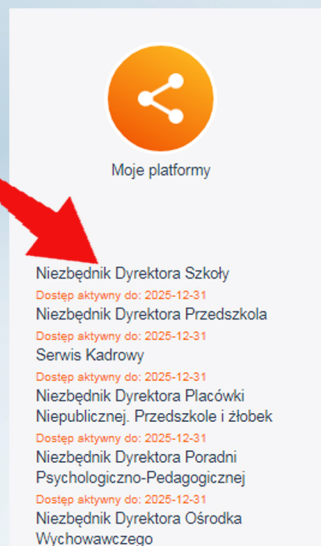 Moje platformy
Niezbędnik Dyrektora Szkoły
Dostęp aktywny do: 2025-12-31
Niezbędnik Dyrektora Przedszkola
Dostęp aktywny do: 2025-12-31
Serwis Kadrowy
Dostęp aktywny do: 2025-12-31
Niezbędnik Dyrektora Placówki
Niepublicznej. Przedszkole i żłobek
Dostęp aktywny do: 2025-12-31
Niezbędnik Dyrektora Poradni
Psychologiczno-Pedagogicznej
Dostęp aktywny do: 2025-12-31
Niezbędnik Dyrektora Ośrodka
Wychowawczego